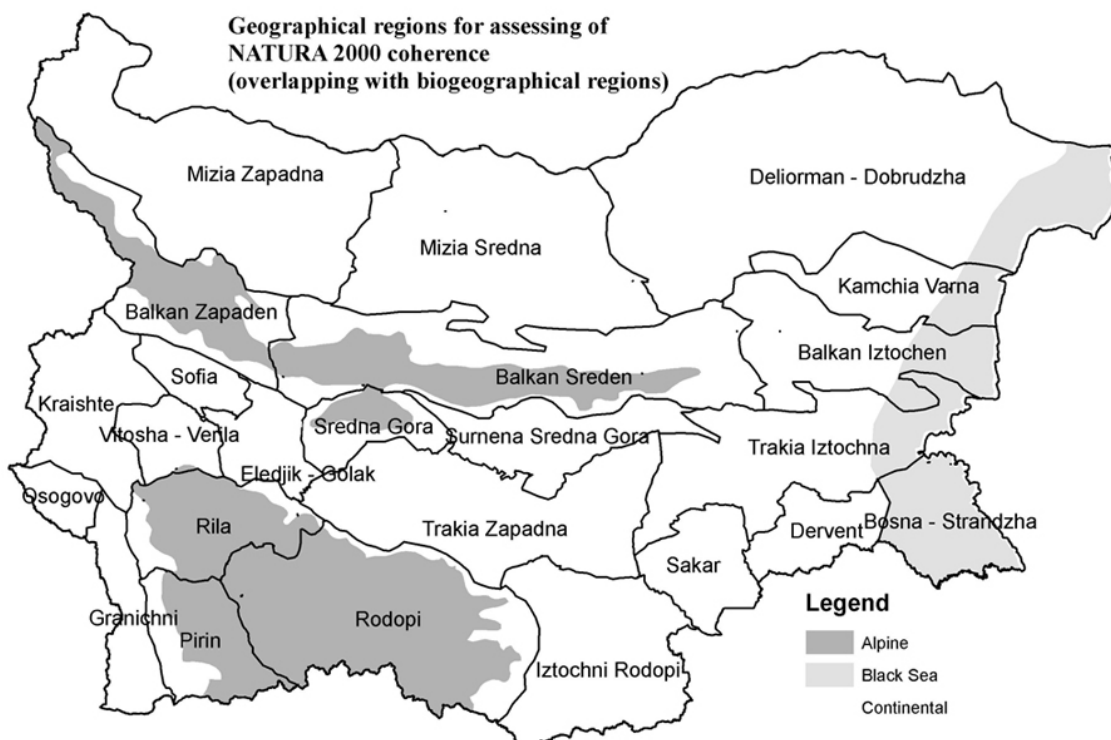 Geographical regions for assessing of
NATURA 2000 coherence
(overlapping with biogeographical regions)
Mizia Zapadna
Deliorman - Dobrudzha
Mizia Sredna
Kamchia Varna
Balkan Zapaden
Balkan Iztochen
Sofia
Balkan Sreden
Kraishte
Vitosha - Verila
Sredna Gora
Surnena Sredna Gora
Trakia Iztochna
Eledjik - Golak
Osogovo
Rila
Trakia Zapadna
Dervent
Bosna - Strandzha
Sakar
Granichni
Pirin
Rodopi
Iztochni Rodopi
Legend
Alpine
Black Sea
Continental